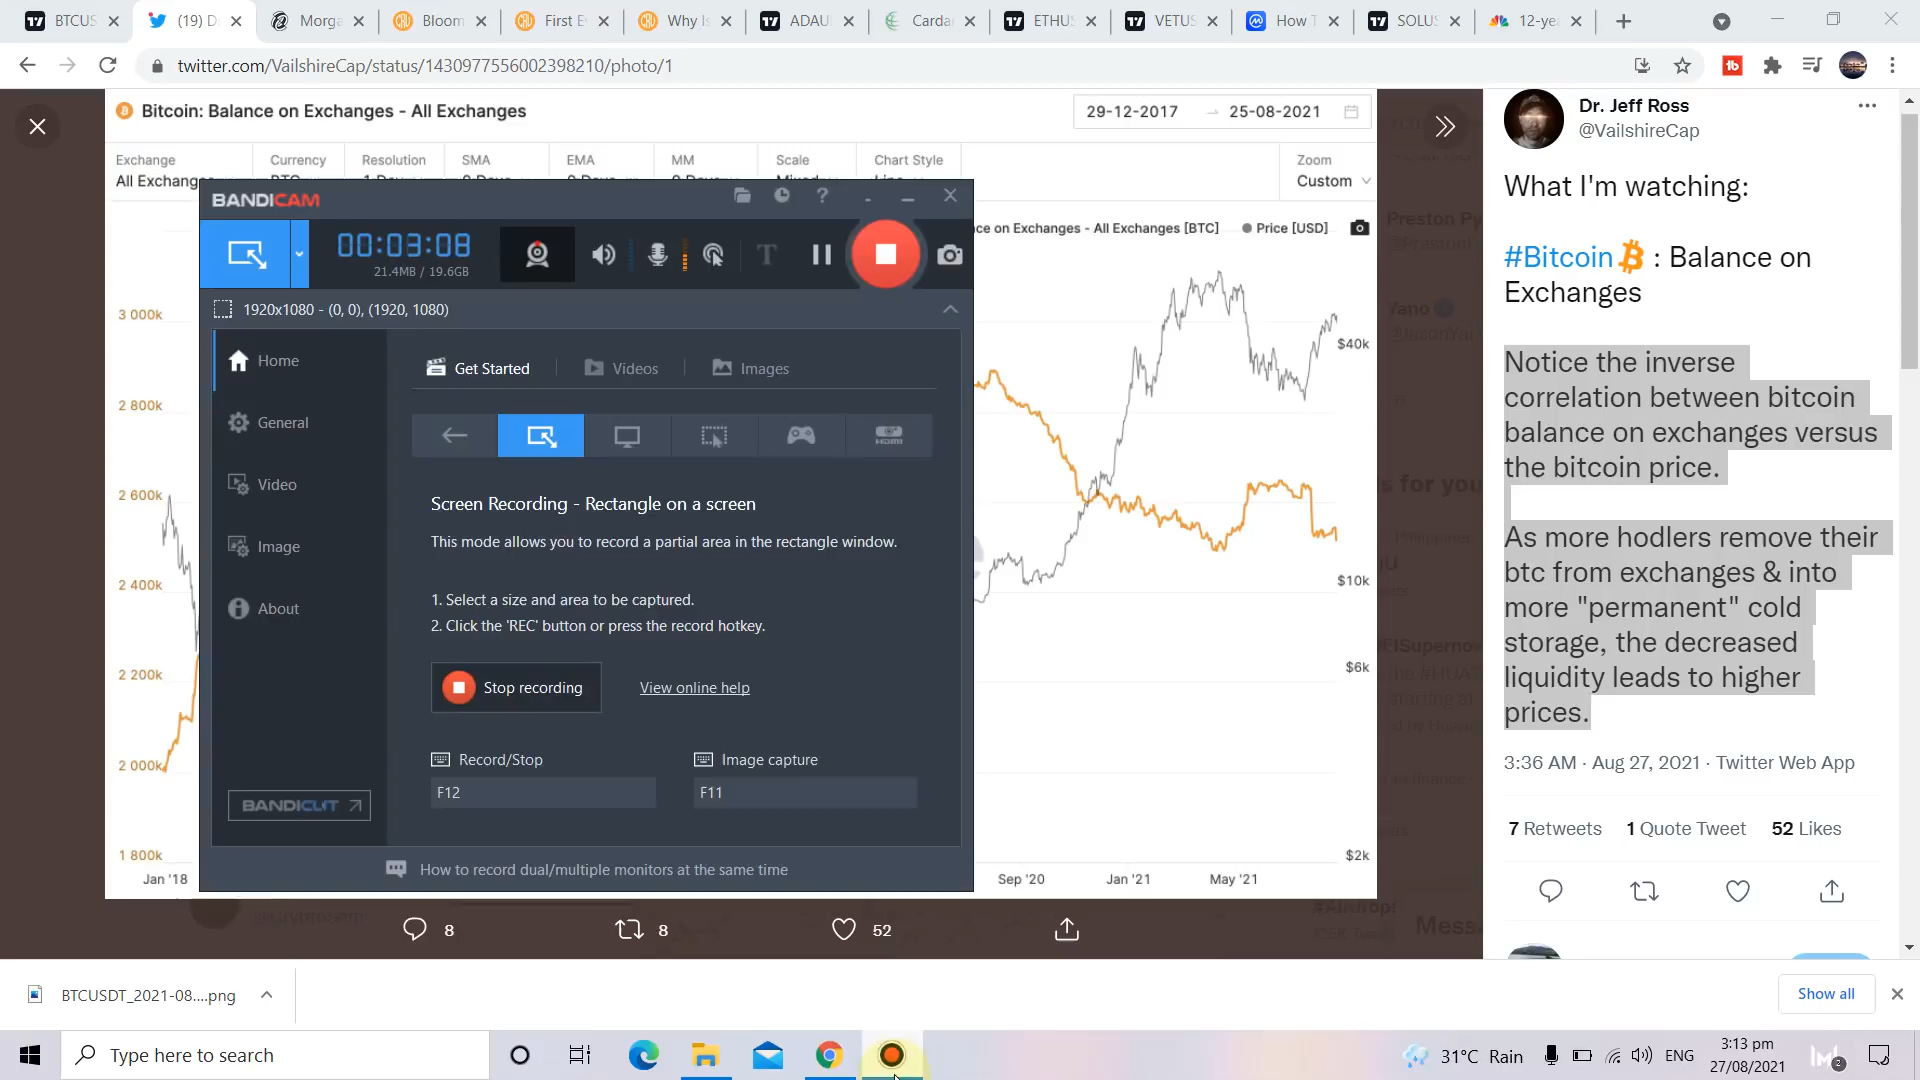 BTCUS
(19) D
Morga
Bloom
First E
Why Is
ADAU
Carda
ETHUS
VETUS
How T
SOLUS
12-ye
twitter.com/VailshireCap/status/1430977556002398210/photo/1
Bitcoin: Balance on Exchanges - All Exchanges
29-12-2017 → 25-08-2021
Exchange
Currency
Resolution
SMA
EMA
MM
Scale
Chart Style
Zoom
All Exchang
Custom
BANDICAM
00:03:08
21.4MB / 19.6GB
1920x1080 - (0, 0), (1920, 1080)
Home
General
Video
Image
About
BANDICUT
Get Started
Videos
Images
HDMI
Screen Recording - Rectangle on a screen
This mode allows you to record a partial area in the rectangle window.
1. Select a size and area to be captured.
2. Click the 'REC' button or press the record hotkey.
Stop recording
View online help
Record/Stop
Image capture
F12
F11
How to record dual/multiple monitors at the same time
ce on Exchanges - All Exchanges [BTC]
Price [USD]
3 000k
2 800k
2 600k
2 400k
2 200k
2 000k
1 800k
$40k
$10k
$6k
$2k
Jan '18
Sep '20
Jan '21
May '21
8
8
52
Dr. Jeff Ross
@VailshireCap
What I'm watching:
#Bitcoin : Balance on
Exchanges
Notice the inverse
correlation between bitcoin
balance on exchanges versus
the bitcoin price.
As more hodlers remove their
btc from exchanges & into
more "permanent" cold
storage, the decreased
liquidity leads to higher
prices.
3:36 AM · Aug 27, 2021 · Twitter Web App
7 Retweets
1 Quote Tweet
52 Likes
Preston Py
Yano
s for you
Messa
BTCUSDT_2021-08....png
Show all
Type here to search
31°C Rain
ENG
3:13 pm
27/08/2021
2